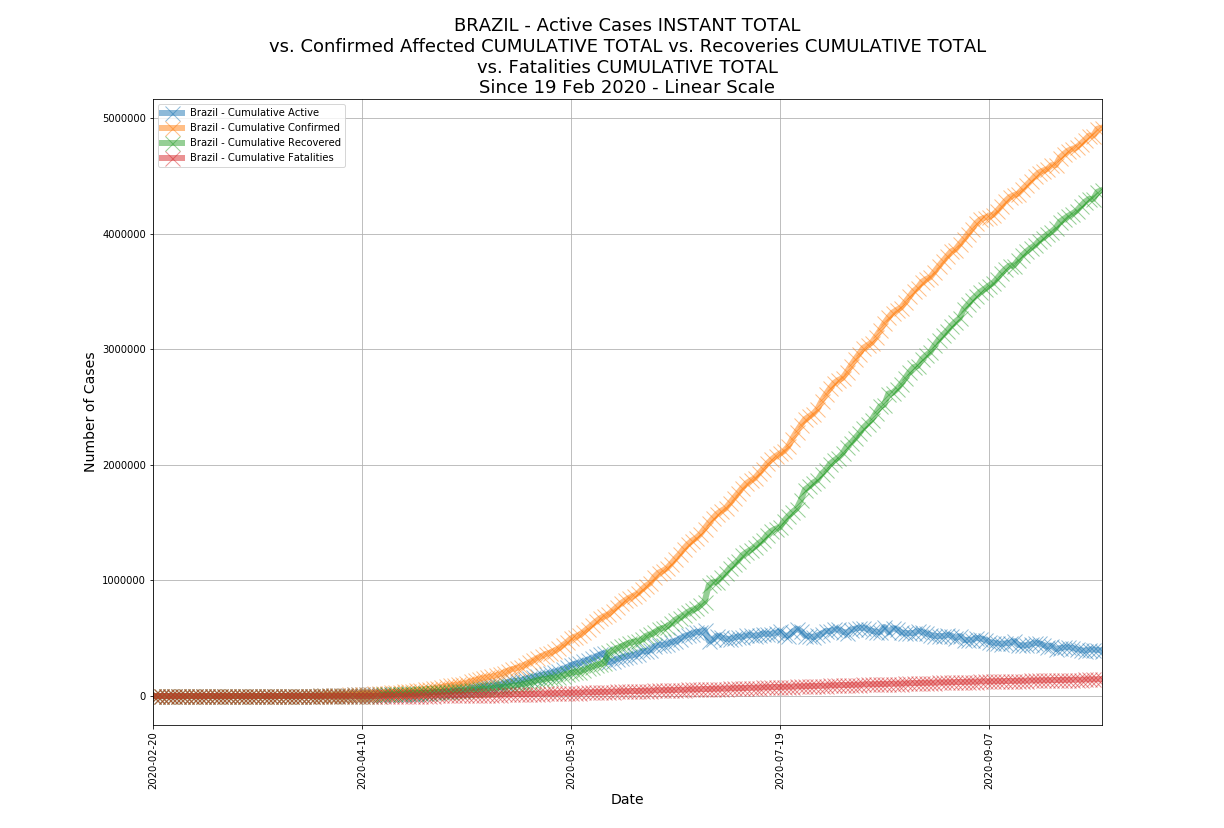 BRAZIL - Active Cases INSTANT TOTAL
vs. Confirmed Affected CUMULATIVE TOTAL vs. Recoveries CUMULATIVE TOTAL
vs. Fatalities CUMULATIVE TOTAL
Since 19 Feb 2020 - Linear Scale
Brazil - Cumulative Active
Brazil - Cumulative Confirmed
Brazil - Cumulative Recovered
Brazil - Cumulative Fatalities
Number of Cases
5000000
4000000
3000000
2000000
1000000
0
2020-02-20
2020-04-10
2020-05-30
2020-07-19
2020-09-07
Date